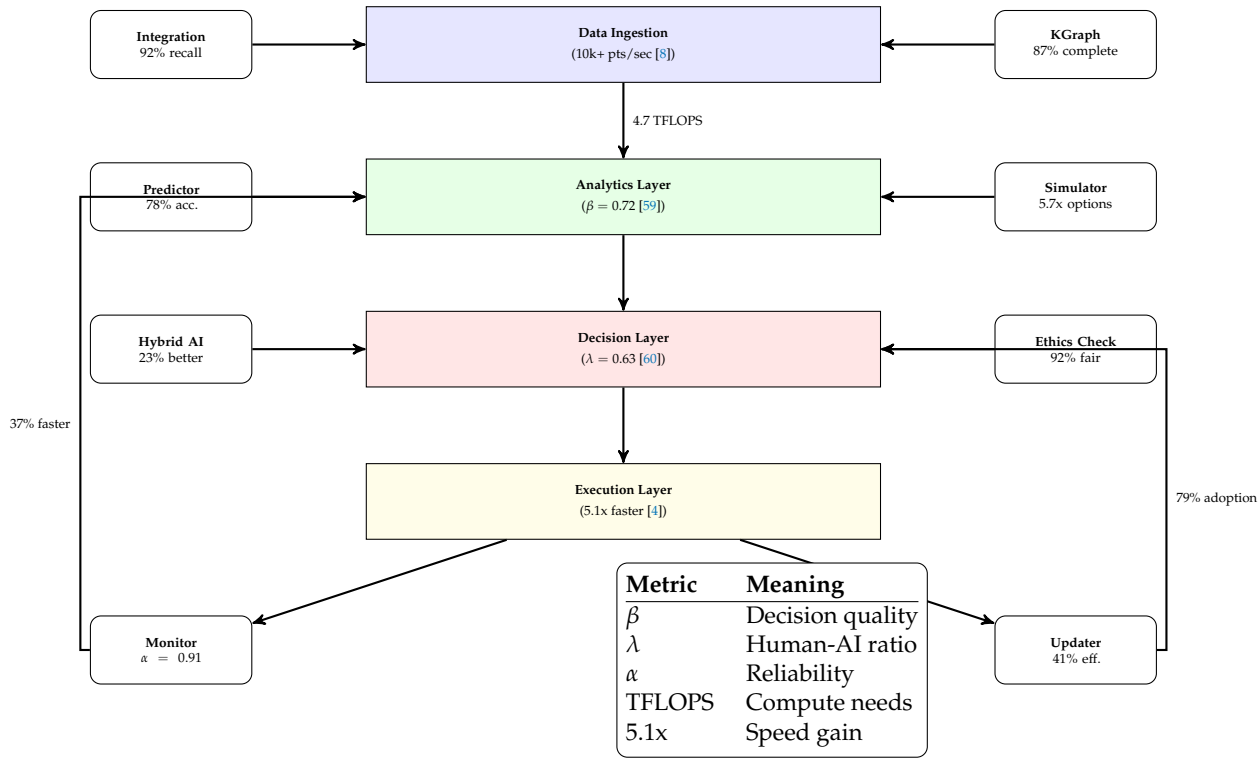 Integration
92% recall
Data Ingestion
(10k+ pts/sec [8])
KGraph
87% complete
4.7 TFLOPS
Predictor
78% acc.
Analytics Layer
(β = 0.72 [59])
Simulator
5.7x options
Hybrid AI
23% better
Decision Layer
(λ = 0.63 [60])
Ethics Check
92% fair
37% faster
Execution Layer
(5.1x faster [4])
79% adoption
Monitor
α = 0.91
Metric Meaning
β Decision quality
λ Human-AI ratio
α Reliability
TFLOPS Compute needs
5.1x Speed gain
Updater
41% eff.